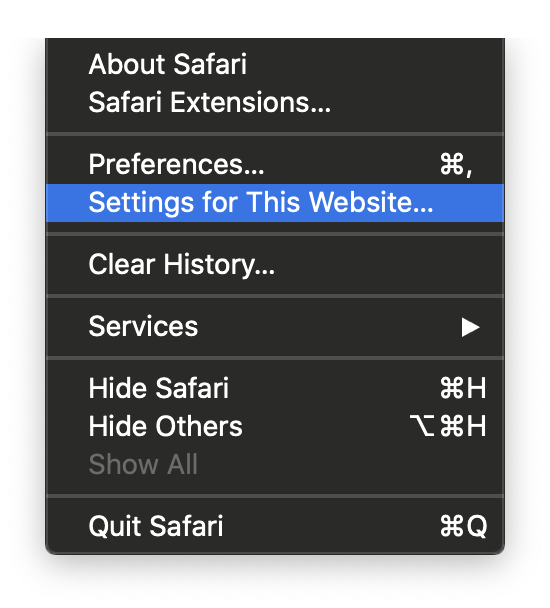 About Safari
Safari Extensions...
Preferences... ⌘,
Settings for This Website...
Clear History...
Services ▶
Hide Safari ⌘H
Hide Others ⌥⌘H
Show All
Quit Safari ⌘Q